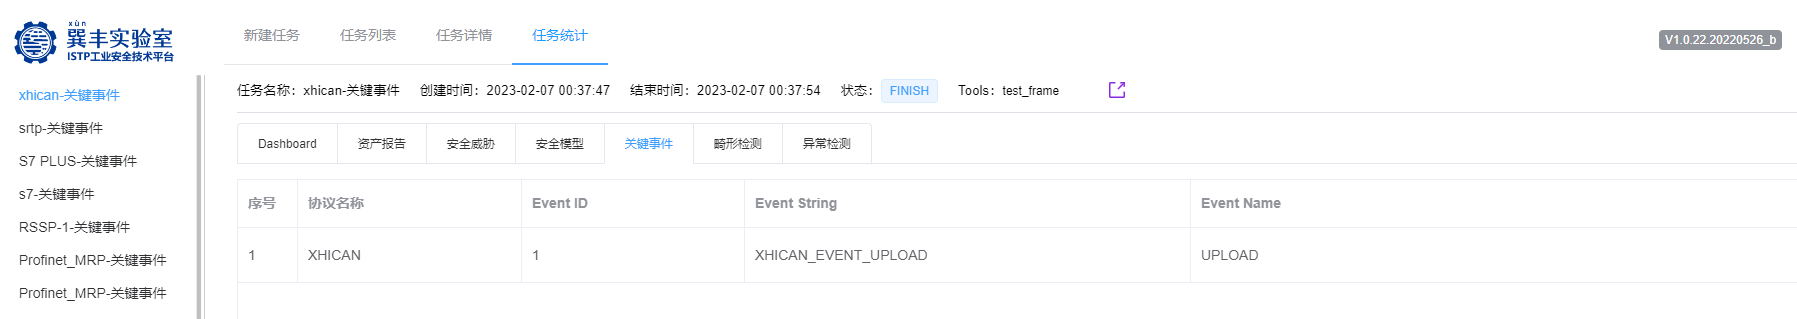 xùn
巽丰实验室
ISTP工业安全技术平台
新建任务 任务列表 任务详情 任务统计
V1.0.22.20220526_b
xhican-关键事件
srtp-关键事件
S7 PLUS-关键事件
s7-关键事件
RSSP-1-关键事件
Profinet_MRP-关键事件
Profinet_MRP-关键事件
任务名称：xhican-关键事件 创建时间：2023-02-07 00:37:47 结束时间：2023-02-07 00:37:54 状态： FINISH Tools：test_frame
Dashboard 资产报告 安全威胁 安全模型 关键事件 畸形检测 异常检测
序号 协议名称 Event ID Event String Event Name
1 XHICAN 1 XHICAN_EVENT_UPLOAD UPLOAD